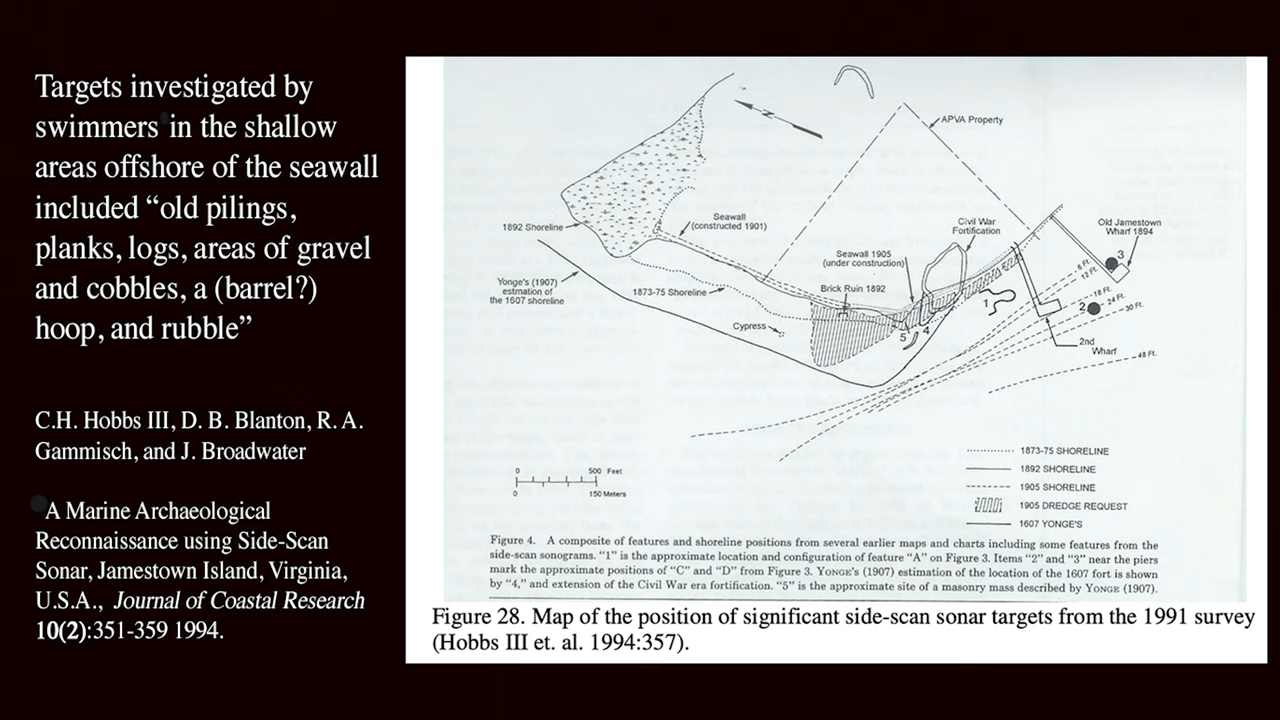 Targets investigated by
swimmers in the shallow
areas offshore of the seawall
included “old pilings,
planks, logs, areas of gravel
and cobbles, a (barrel?)
hoop, and rubble”
C.H. Hobbs III, D. B. Blanton, R. A.
Gammisch, and J. Broadwater
A Marine Archaeological
Reconnaissance using Side-Scan
Sonar, Jamestown Island, Virginia,
U.S.A., Journal of Coastal Research
10(2):351-359 1994.
N
APVA Property
1892 Shoreline
Seawall
(constructed 1901)
Civil War
Fortification
Old Jamestown
Wharf 1894
Seawall 1905
(under construction)
3
6 Ft.
12 Ft.
Yonge's (1907)
estmation of
the 1607 shoreline
1873-75 Shoreline
Brick Ruin 1892
18 Ft.
24 Ft.
30 Ft.
1
2
Cypress
5
4
2nd
Wharf
48 Ft.
0 500 Feet
0 150 Meters
1873-75 SHORELINE
1892 SHORELINE
1905 SHORELINE
1905 DREDGE REQUEST
1607 YONGE'S
Figure 4. A composite of features and shoreline positions from several earlier maps and charts including some features from the
side-scan sonograms. "1" is the approximate location and configuration of feature "A" on Figure 3. Items "2" and "3" near the piers
mark the approximate positions of "C" and "D" from Figure 3. YONGE's (1907) estimation of the location of the 1607 fort is shown
by "4," and extension of the Civil War era fortification. "5" is the approximate site of a masonry mass described by YONGE (1907).
Figure 28. Map of the position of significant side-scan sonar targets from the 1991 survey
(Hobbs III et. al. 1994:357).